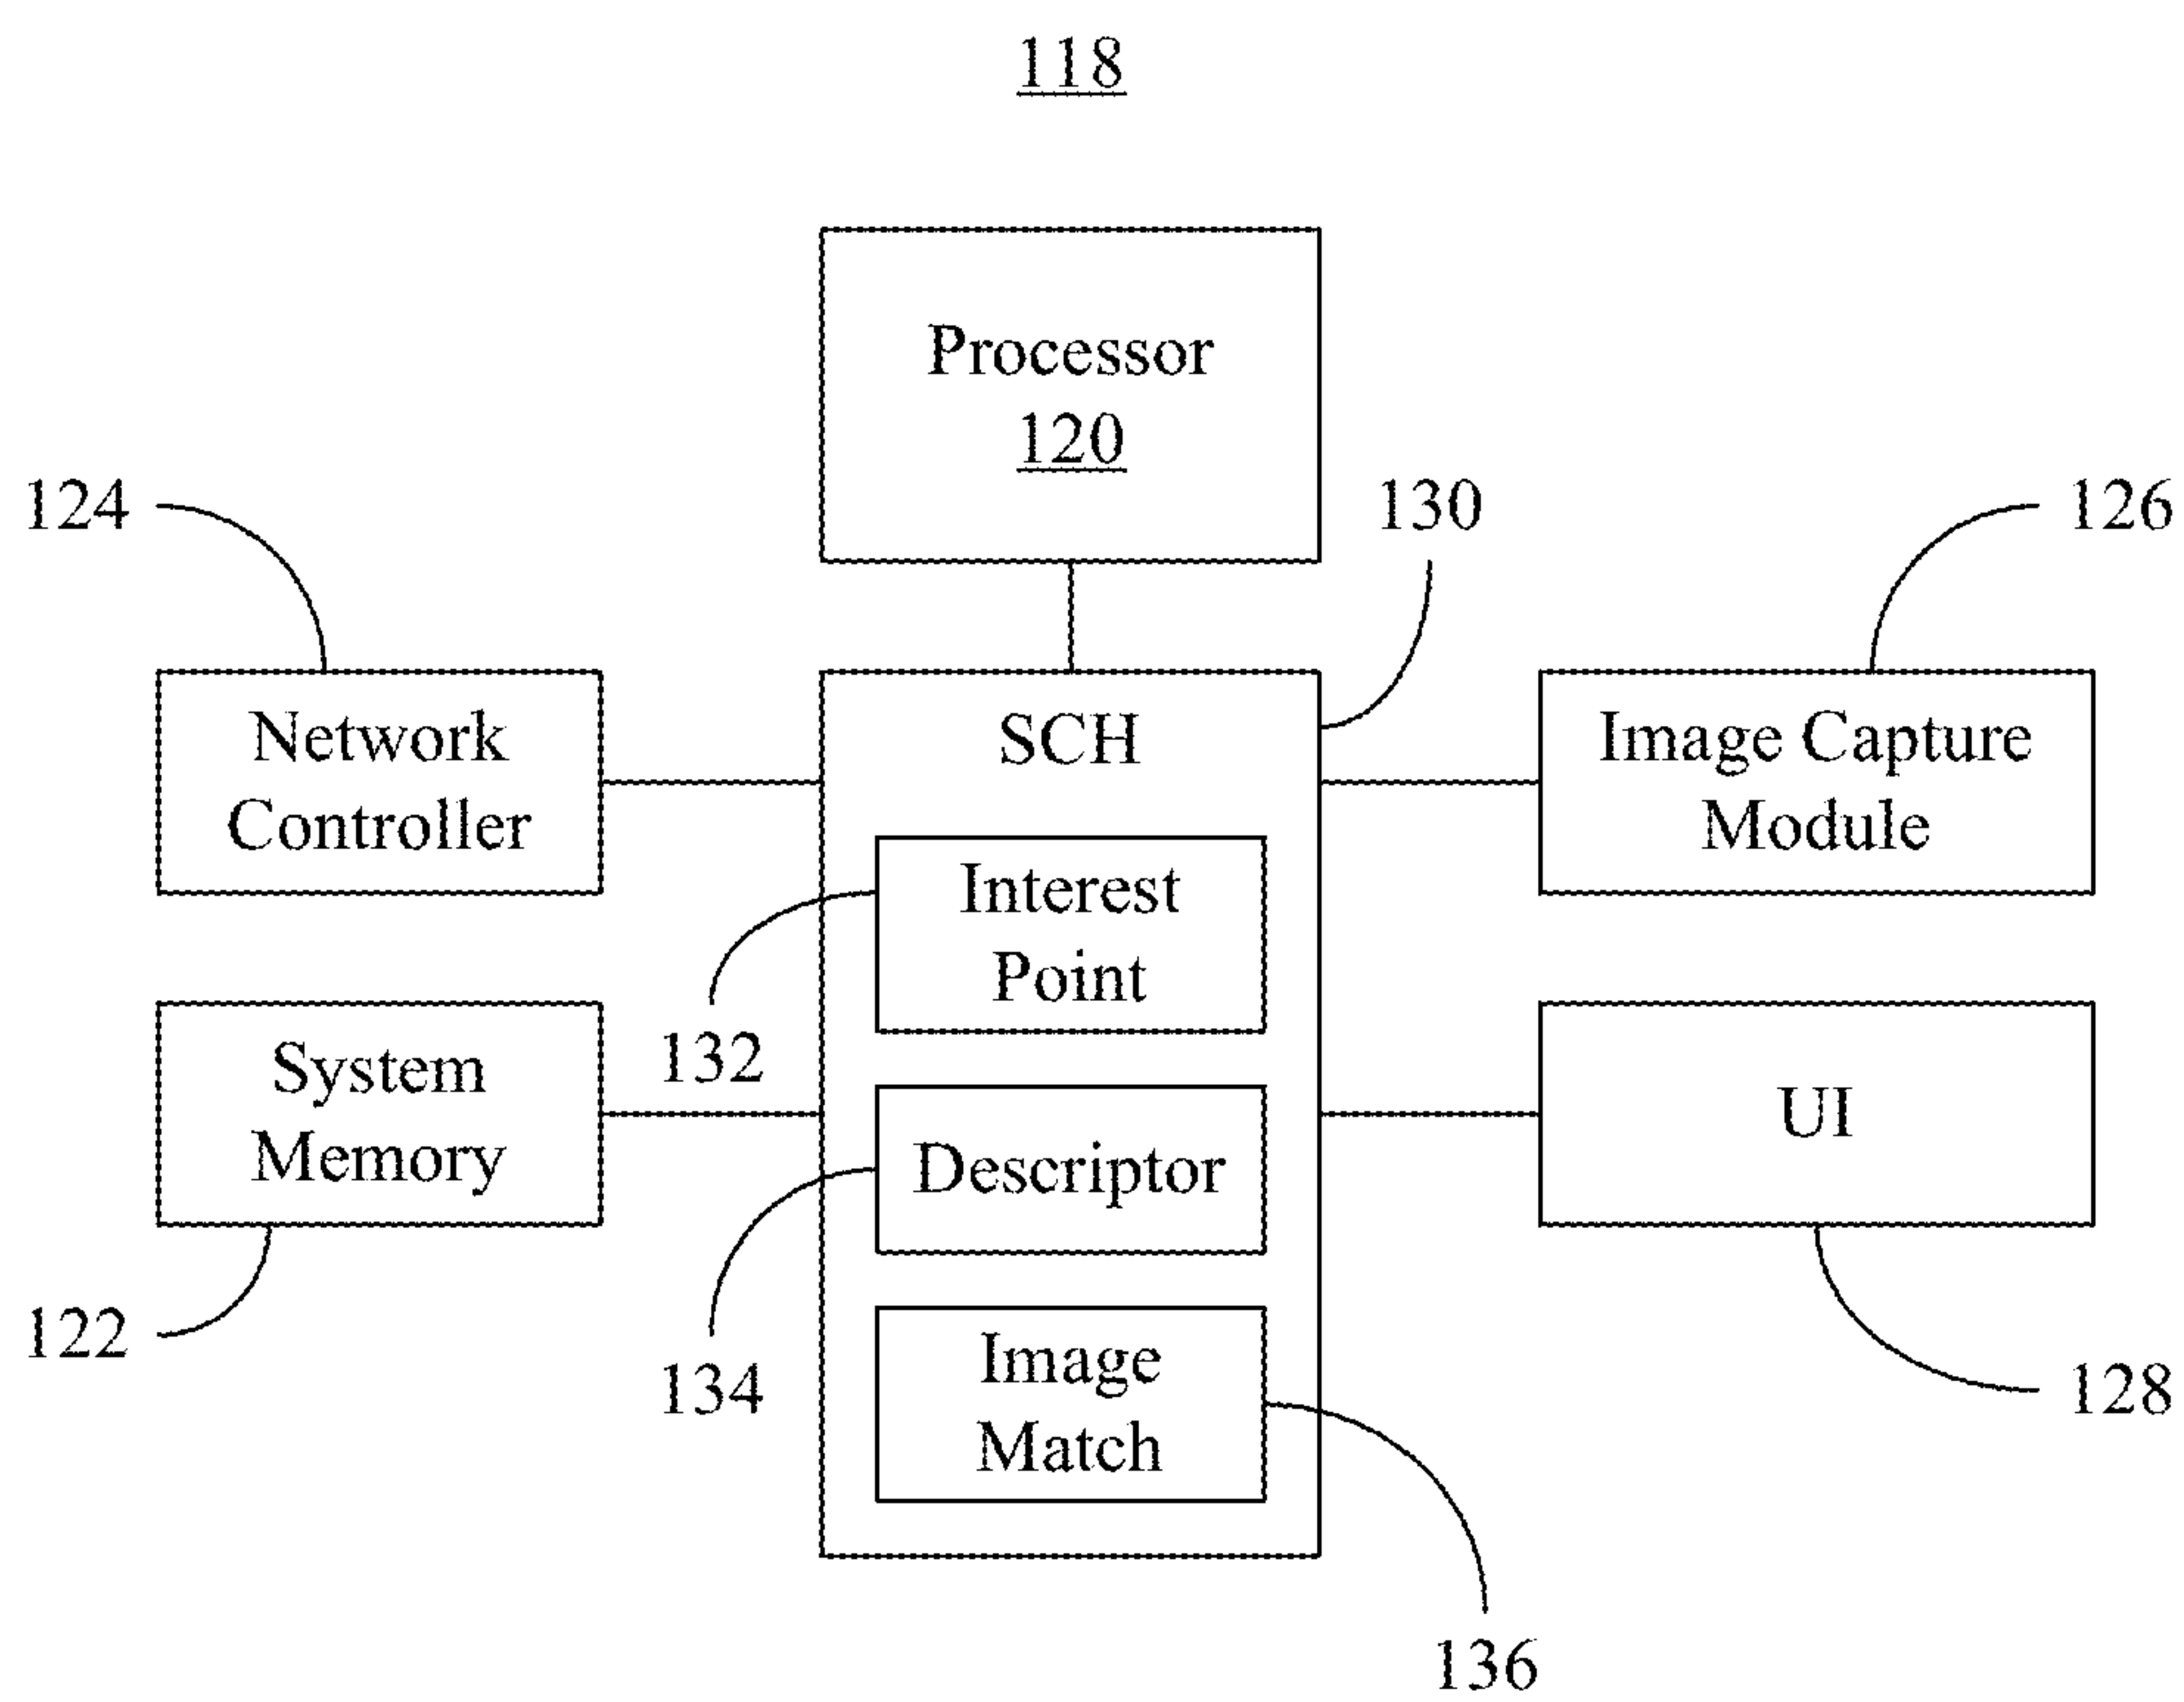 118
Processor
120
124
130
126
Network
Controller
SCH
Image Capture
Module
Interest
Point
132
System
Memory
Descriptor
UI
122
134
Image
Match
128
136